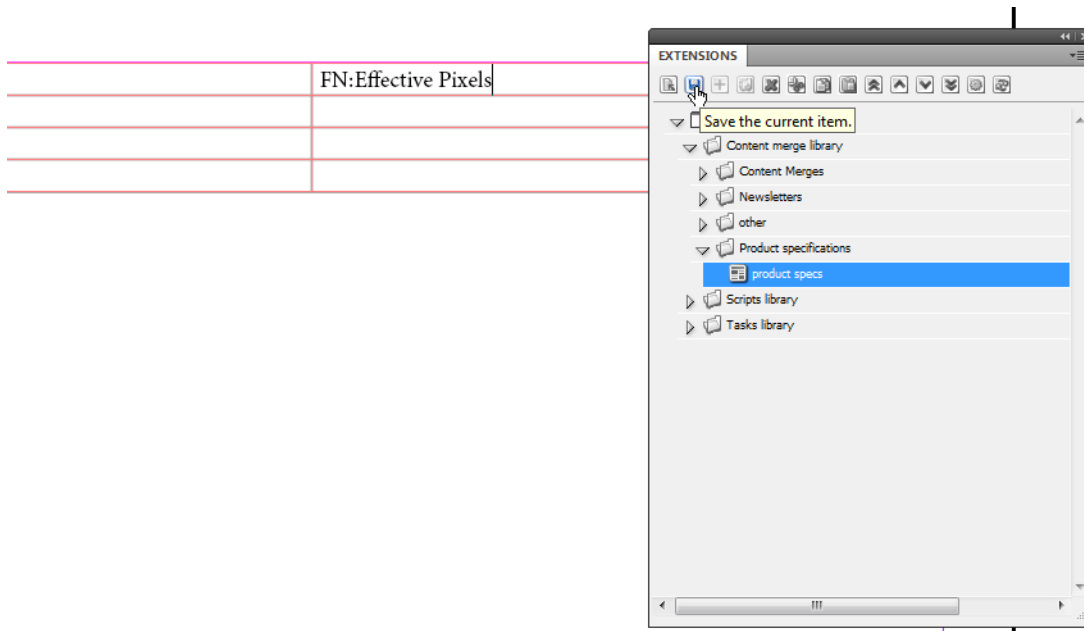 FN:Effective Pixels
EXTENSIONS
Save the current item.
Content merge library
Content Merges
Newsletters
other
Product specifications
product specs
Scripts library
Tasks library